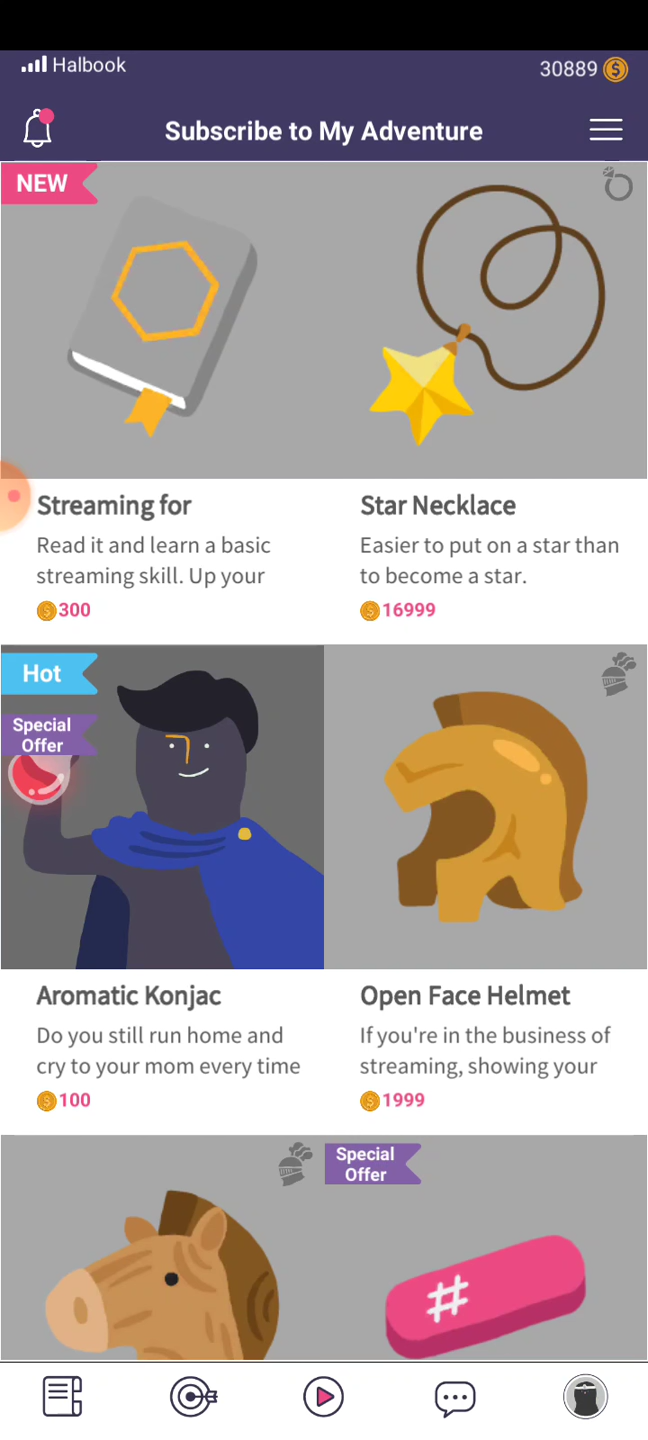 Halbook
30889
Subscribe to My Adventure
NEW
Streaming for
Read it and learn a basic
streaming skill. Up your
300
Star Necklace
Easier to put on a star than
to become a star.
16999
Hot
Special
Offer
Aromatic Konjac
Do you still run home and
cry to your mom every time
100
Open Face Helmet
If you're in the business of
streaming, showing your
1999
Special
Offer
#